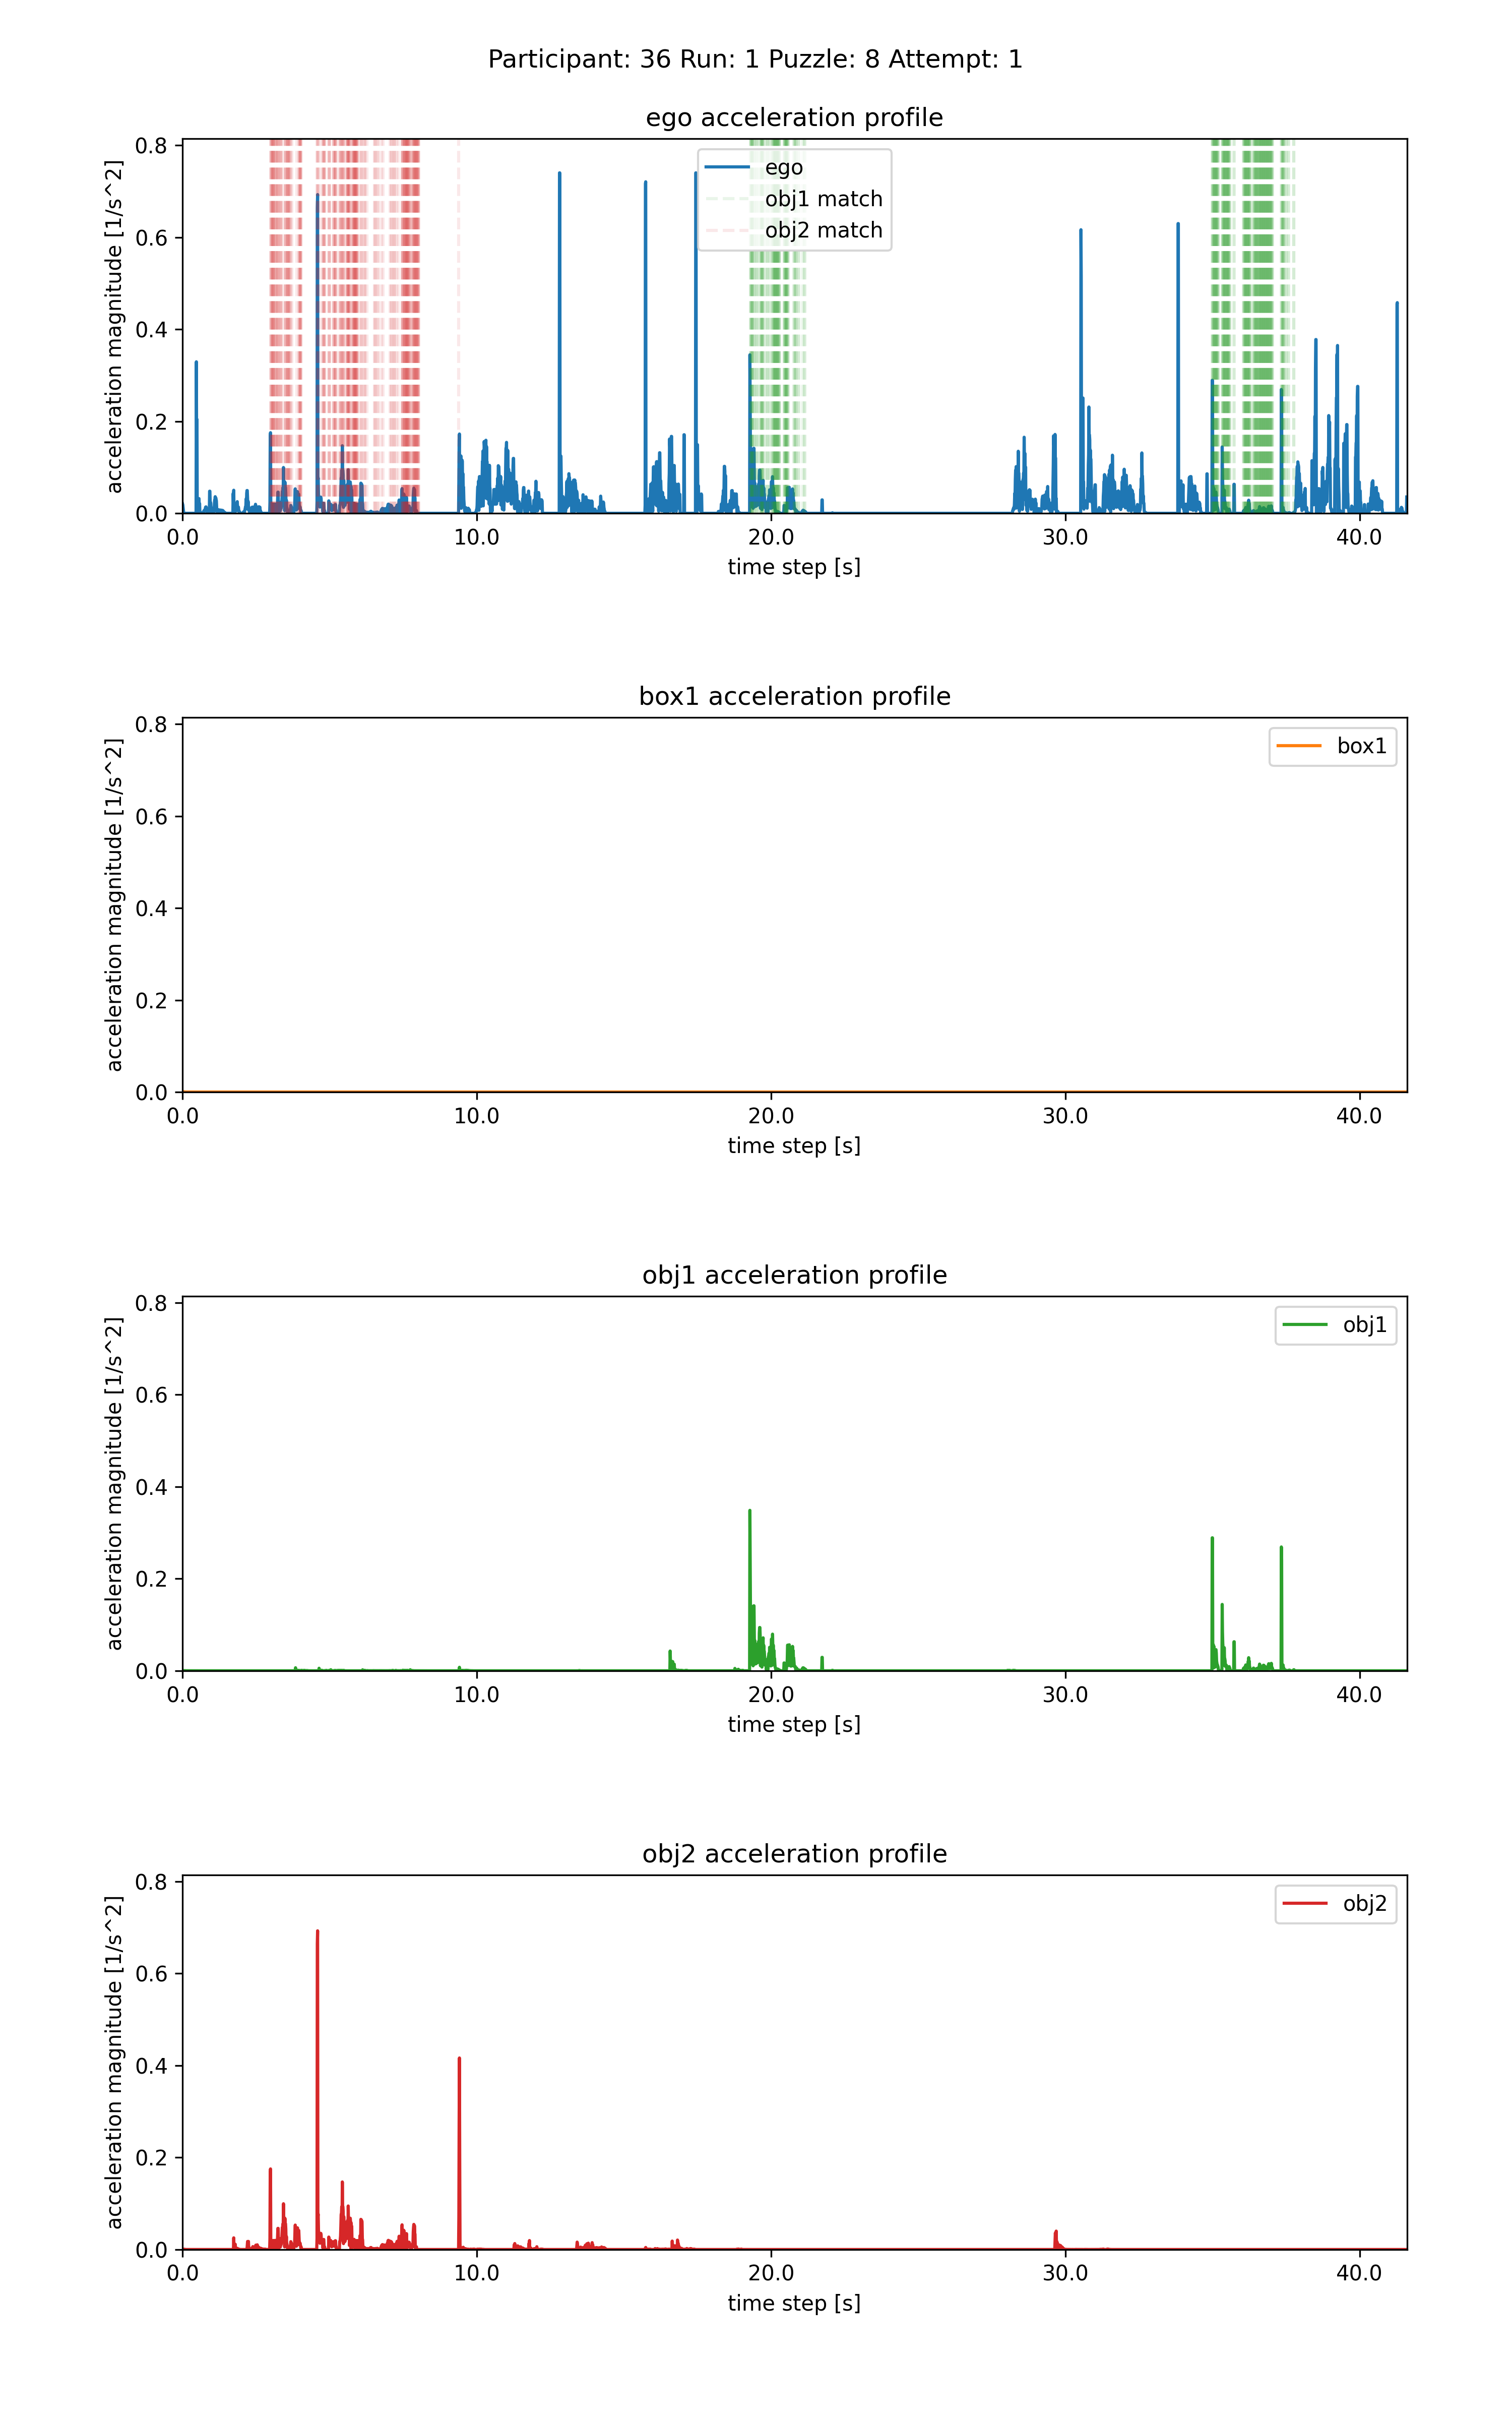 Participant: 36 Run: 1 Puzzle: 8 Attempt: 1
ego acceleration profile
acceleration magnitude [1/s^2]
0.8
0.6
0.4
0.2
0.0
ego
obj1 match
obj2 match
0.0 10.0 20.0 30.0 40.0
time step [s]
box1 acceleration profile
acceleration magnitude [1/s^2]
0.8
0.6
0.4
0.2
0.0
box1
0.0 10.0 20.0 30.0 40.0
time step [s]
obj1 acceleration profile
acceleration magnitude [1/s^2]
0.8
0.6
0.4
0.2
0.0
obj1
0.0 10.0 20.0 30.0 40.0
time step [s]
obj2 acceleration profile
acceleration magnitude [1/s^2]
0.8
0.6
0.4
0.2
0.0
obj2
0.0 10.0 20.0 30.0 40.0
time step [s]